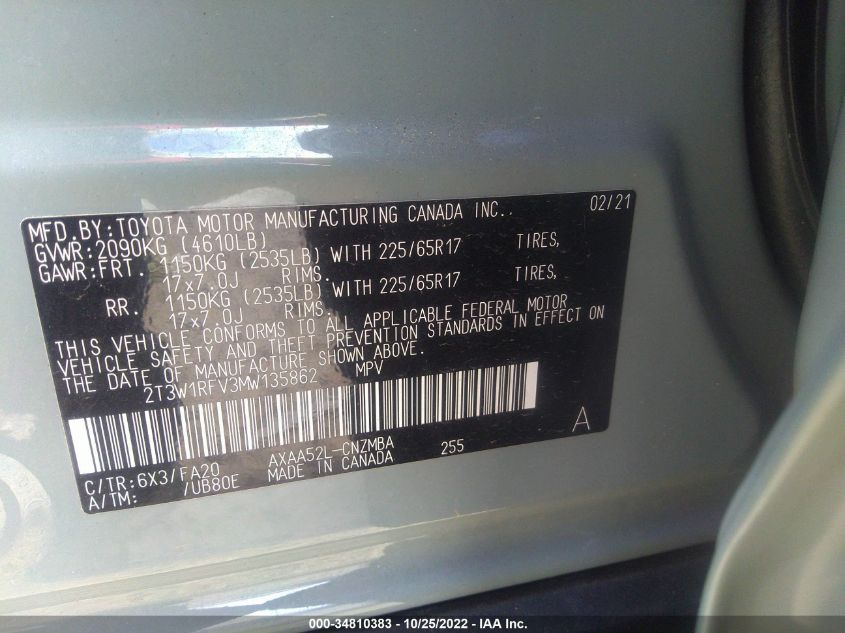 MFD.BY:TOYOTA MOTOR MANUFACTURING CANADA INC., 02/21
GVWR:2090KG (4610LB)
GAWR:FRT. 1150KG (2535LB) WITH 225/65R17 TIRES,
17x7.0J RIMS.
RR. 1150KG (2535LB) WITH 225/65R17 TIRES,
17x7.0J RIMS.
THIS VEHICLE CONFORMS TO ALL APPLICABLE FEDERAL MOTOR
VEHICLE SAFETY AND THEFT PREVENTION STANDARDS IN EFFECT ON
THE DATE OF MANUFACTURE SHOWN ABOVE.
2T3W1RFV3MW135862 MPV
A
C/TR:6X3/FA20 AXAA52L-CNZMBA 255
A/TM: /UB80E MADE IN CANADA
000-34810383 - 10/25/2022 - IAA Inc.